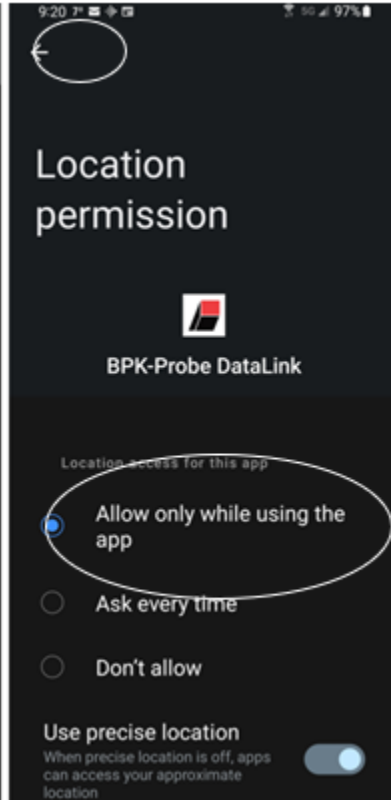 9:20 7°
5G 97%
Location
permission
BPK-Probe DataLink
Location access for this app
Allow only while using the
app
Ask every time
Don't allow
Use precise location
When precise location is off, apps
can access your approximate
location